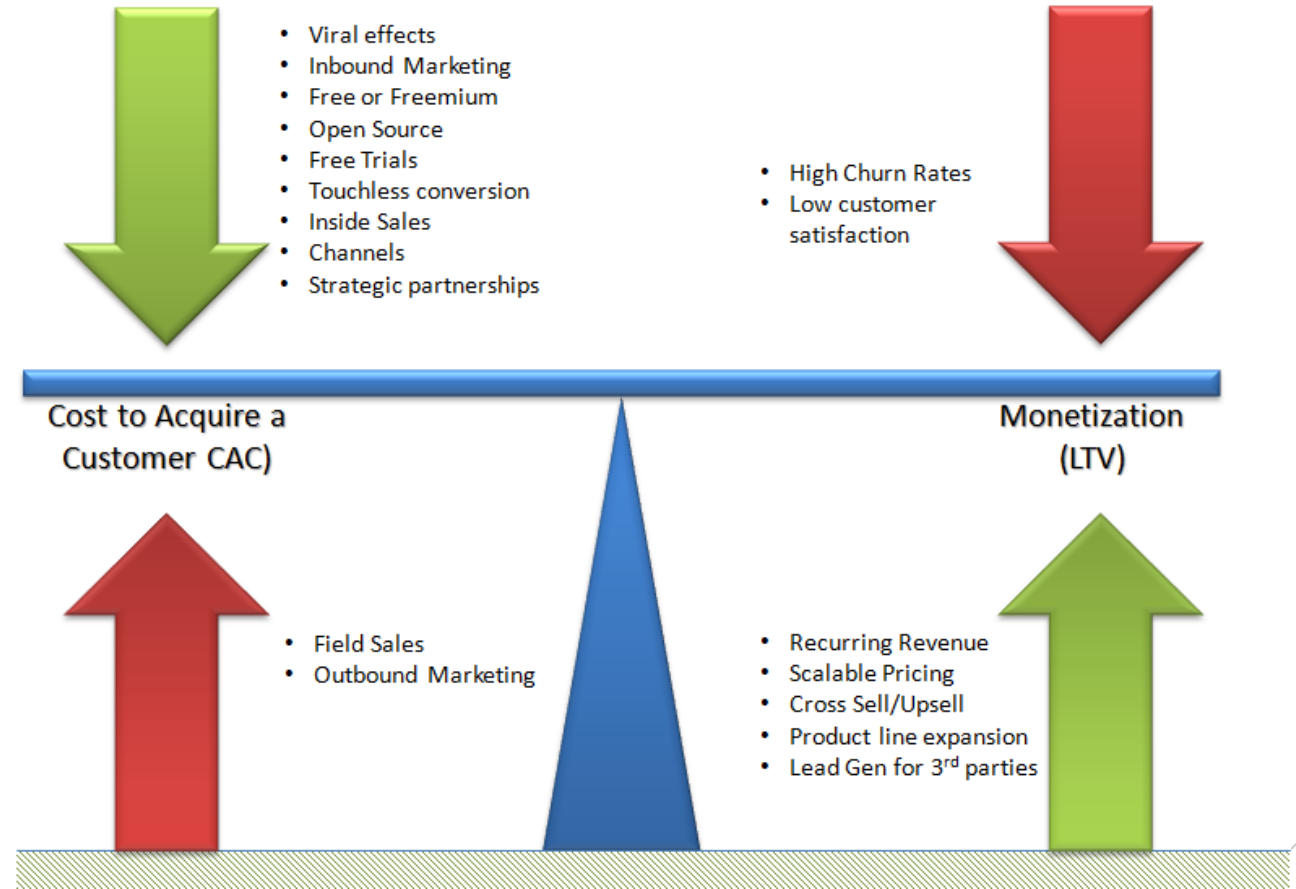 • Viral effects
• Inbound Marketing
• Free or Freemium
• Open Source
• Free Trials
• Touchless conversion
• Inside Sales
• Channels
• Strategic partnerships
• High Churn Rates
• Low customer
satisfaction
Cost to Acquire a
Customer CAC)
Monetization
(LTV)
• Field Sales
• Outbound Marketing
• Recurring Revenue
• Scalable Pricing
• Cross Sell/Upsell
• Product line expansion
• Lead Gen for 3rd parties